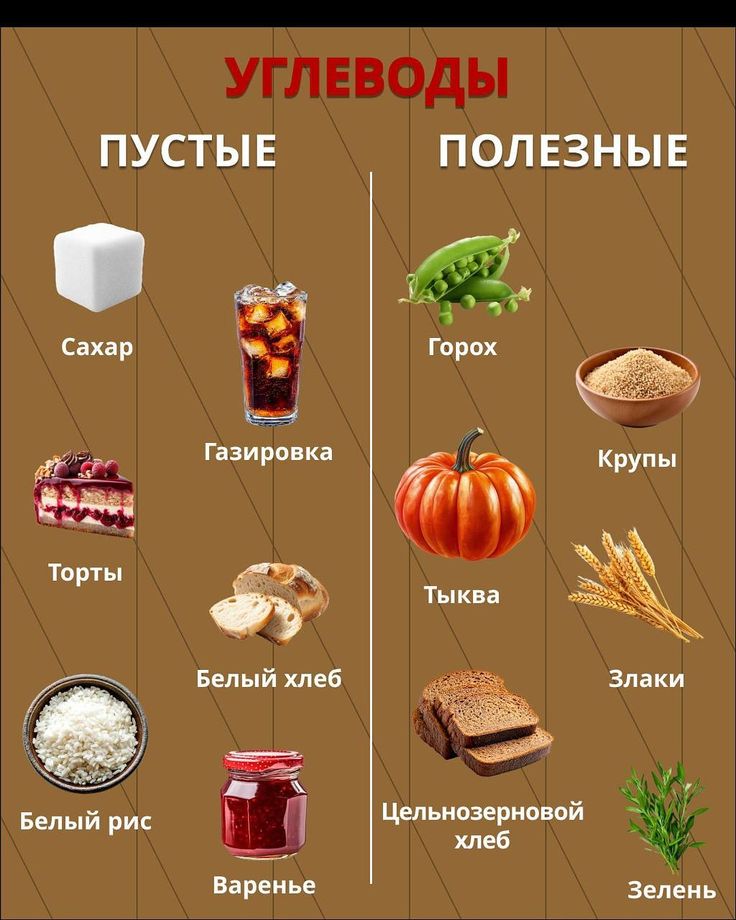 УГЛЕВОДЫ
ПУСТЫЕ
ПОЛЕЗНЫЕ
Сахар
Газировка
Торты
Белый хлеб
Белый рис
Варенье
Горох
Крупы
Тыква
Злаки
Цельнозерновой
хлеб
Зелень